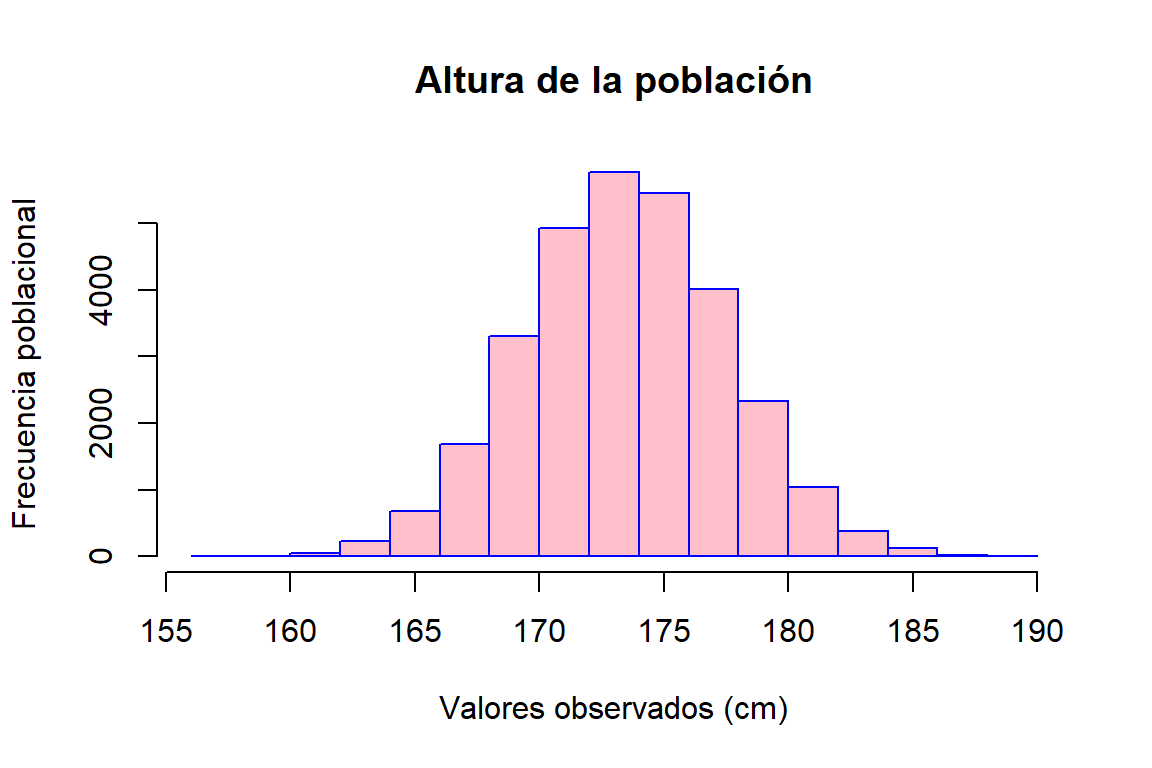 Altura de la población
Frecuencia poblacional
4000
2000
0
155 160 165 170 175 180 185 190
Valores observados (cm)